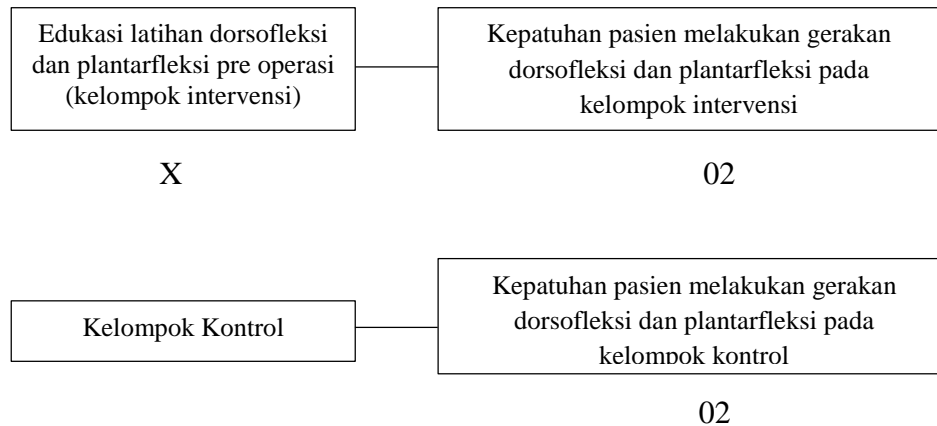 Edukasi latihan dorsofleksi
dan plantarfleksi pre operasi
(kelompok intervensi)
Kepatuhan pasien melakukan gerakan
dorsofleksi dan plantarfleksi pada
kelompok intervensi
X
02
Kelompok Kontrol
Kepatuhan pasien melakukan gerakan
dorsofleksi dan plantarfleksi pada
kelompok kontrol
02